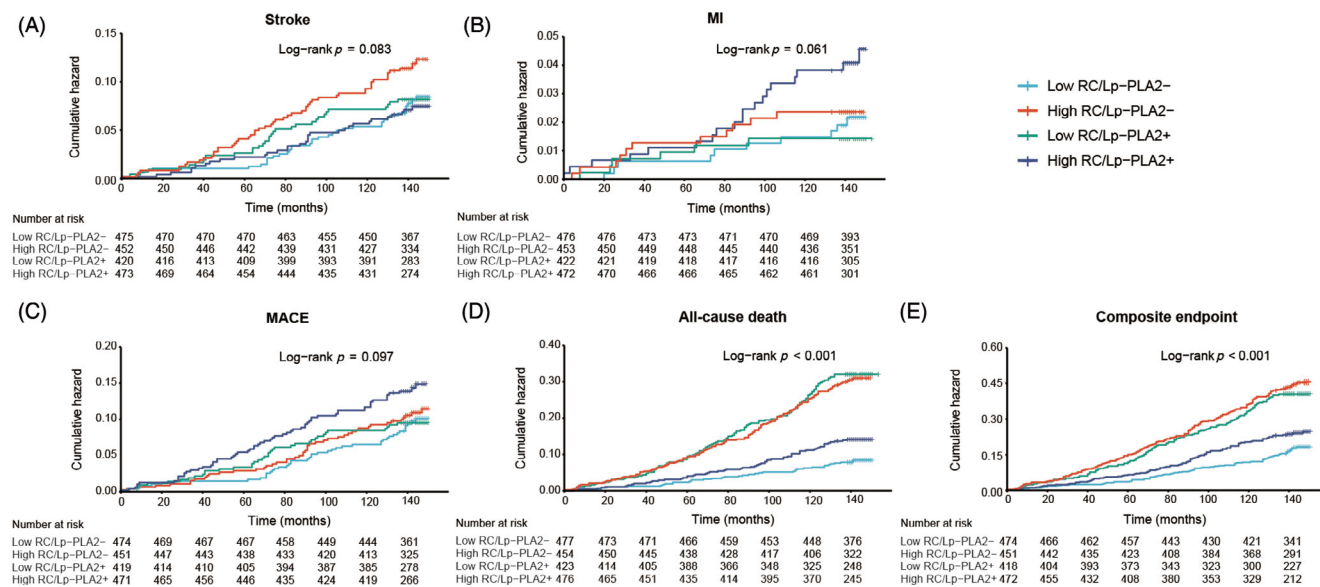 (A)
Stroke
Log-rank p = 0.083
Cumulative hazard
0.15
0.10
0.05
0.00
0 20 40 60 80 100 120 140
Time (months)
Number at risk
Low RC/Lp-PLA2- 475 470 470 470 463 455 450 367
High RC/Lp-PLA2- 452 450 446 442 439 431 427 334
Low RC/Lp-PLA2+ 420 416 413 409 399 393 391 283
High RC/Lp-PLA2+ 473 469 464 454 444 435 431 274
(B)
MI
Log-rank p = 0.061
Cumulative hazard
0.05
0.04
0.03
0.02
0.01
0.00
0 20 40 60 80 100 120 140
Time (months)
Number at risk
Low RC/Lp-PLA2- 476 476 473 473 471 470 469 393
High RC/Lp-PLA2- 453 450 449 448 445 440 436 351
Low RC/Lp-PLA2+ 422 421 419 418 417 416 416 305
High RC/Lp-PLA2+ 472 470 466 466 465 462 461 301
Low RC/Lp-PLA2-
High RC/Lp-PLA2-
Low RC/Lp-PLA2+
High RC/Lp-PLA2+
(C)
MACE
Log-rank p = 0.097
Cumulative hazard
0.20
0.15
0.10
0.05
0.00
0 20 40 60 80 100 120 140
Time (months)
Number at risk
Low RC/Lp-PLA2- 474 469 467 467 458 449 444 361
High RC/Lp-PLA2- 451 447 443 438 433 420 413 325
Low RC/Lp-PLA2+ 419 414 410 405 394 387 385 278
High RC/Lp-PLA2+ 471 465 456 446 435 424 419 266
(D)
All-cause death
Log-rank p < 0.001
Cumulative hazard
0.40
0.30
0.20
0.10
0.00
0 20 40 60 80 100 120 140
Time (months)
Number at risk
Low RC/Lp-PLA2- 477 473 471 466 459 453 448 376
High RC/Lp-PLA2- 454 450 445 438 428 417 406 322
Low RC/Lp-PLA2+ 423 414 405 388 366 348 325 248
High RC/Lp-PLA2+ 476 465 451 435 414 395 370 245
(E)
Composite endpoint
Log-rank p < 0.001
Cumulative hazard
0.60
0.45
0.30
0.15
0.00
0 20 40 60 80 100 120 140
Time (months)
Number at risk
Low RC/Lp-PLA2- 474 466 462 457 443 430 421 341
High RC/Lp-PLA2- 451 442 435 423 408 384 368 291
Low RC/Lp-PLA2+ 418 404 393 373 343 323 300 227
High RC/Lp-PLA2+ 472 455 432 408 380 353 329 212